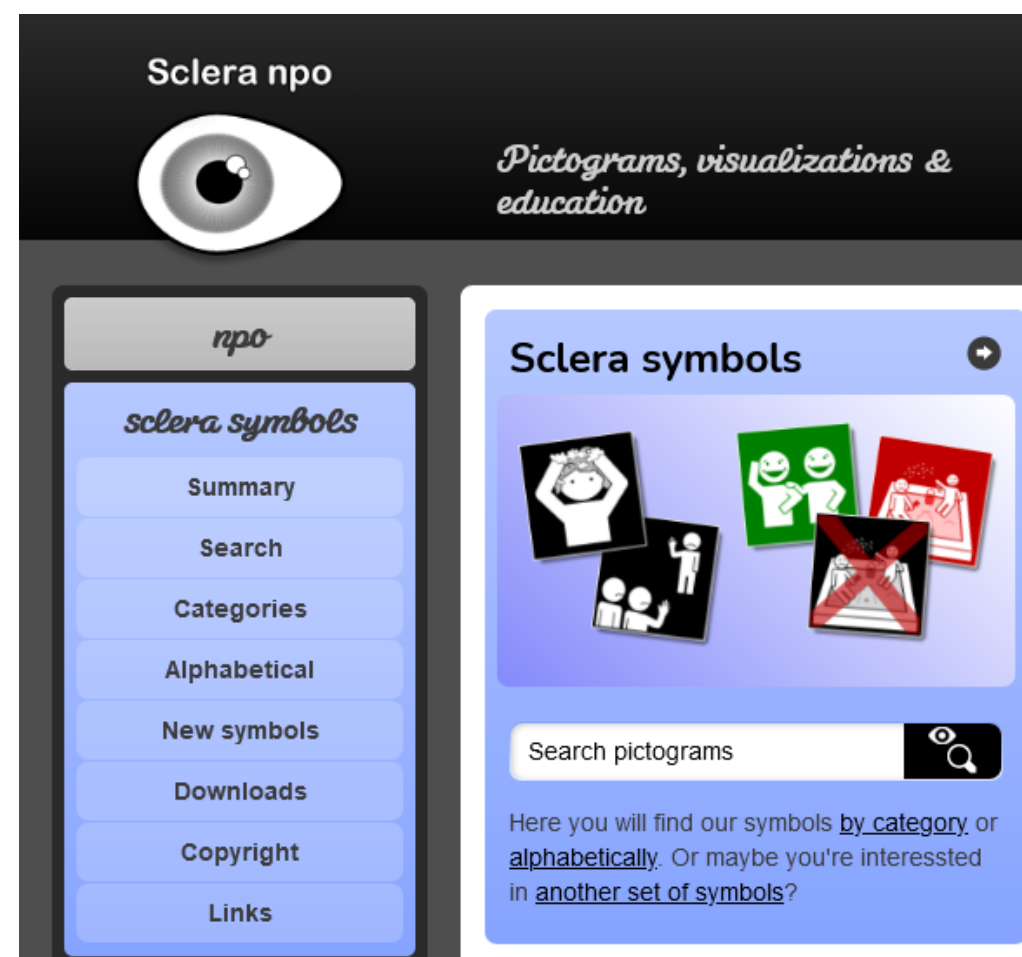 Sclera npo
Pictograms, visualizations &
education
npo
sclera symbols
Summary
Search
Categories
Alphabetical
New symbols
Downloads
Copyright
Links
Sclera symbols
Search pictograms
Here you will find our symbols by category or
alphabetically. Or maybe you're interessted
in another set of symbols?